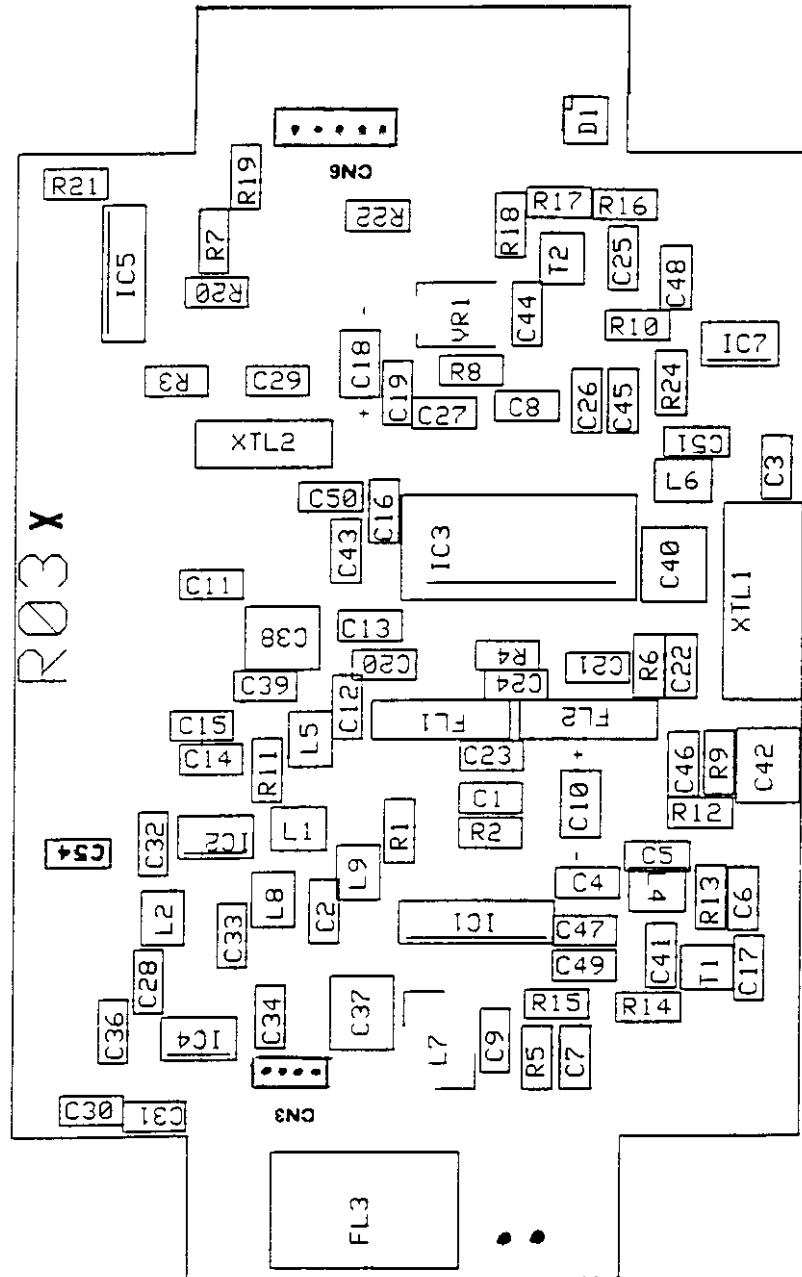 D1
CN6
R21
R19
R22
R18
R17
R16
IC5
R7
R20
T2
C25
C48
VR1
C44
R10
IC7
-
C18
+
C19
R3
C29
R8
C27
C8
C26
C45
R24
C51
XTL2
L6
C3
C50
C16
C43
IC3
C40
XTL1
R03 X
C11
C38
C13
C20
R4
C24
C21
R6
C22
C39
C12
FL1
FL2
C15
C14
R11
L5
C23
+
C46
R9
C42
C1
R2
C10
R12
-
C54
C32
IC2
L1
R1
L9
C5
C4
L4
R13
C6
L2
C33
L8
C2
IC1
C47
C49
C41
T1
C17
C28
C36
IC4
C34
C37
L7
C9
R15
R14
R5
C7
CN3
C30
C31
FL3